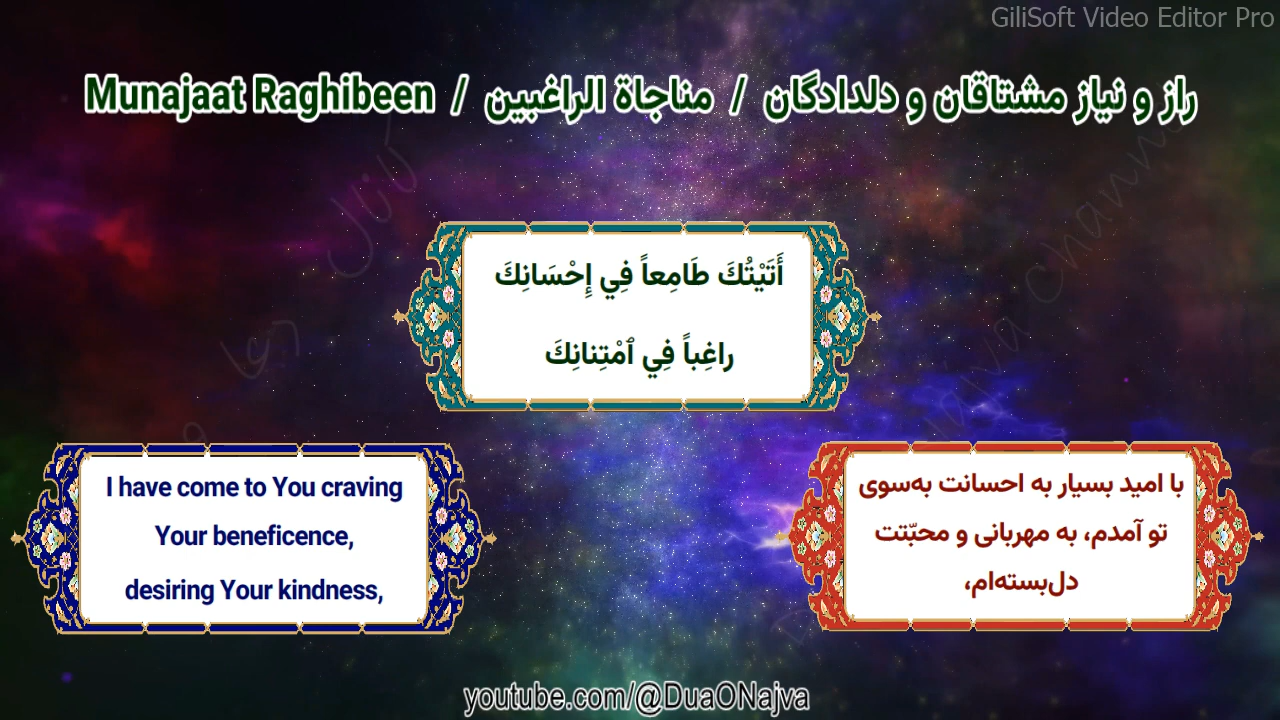 GiliSoft Video Editor Pro
Munajaat Raghibeen / مناجاة الراغبین / راز و نیاز مشتاقان و دلدادگان
أَتَيْتُكَ طَامِعاً فِي إِحْسَانِكَ
راغِباً فِي ٱمْتِنانِكَ
I have come to You craving
Your beneficence,
desiring Your kindness,
با امید بسیار به احسانت به‌سوی
تو آمدم، به مهربانی و محبّتت
دل‌بسته‌ام،
youtube.com/@DuaONajva